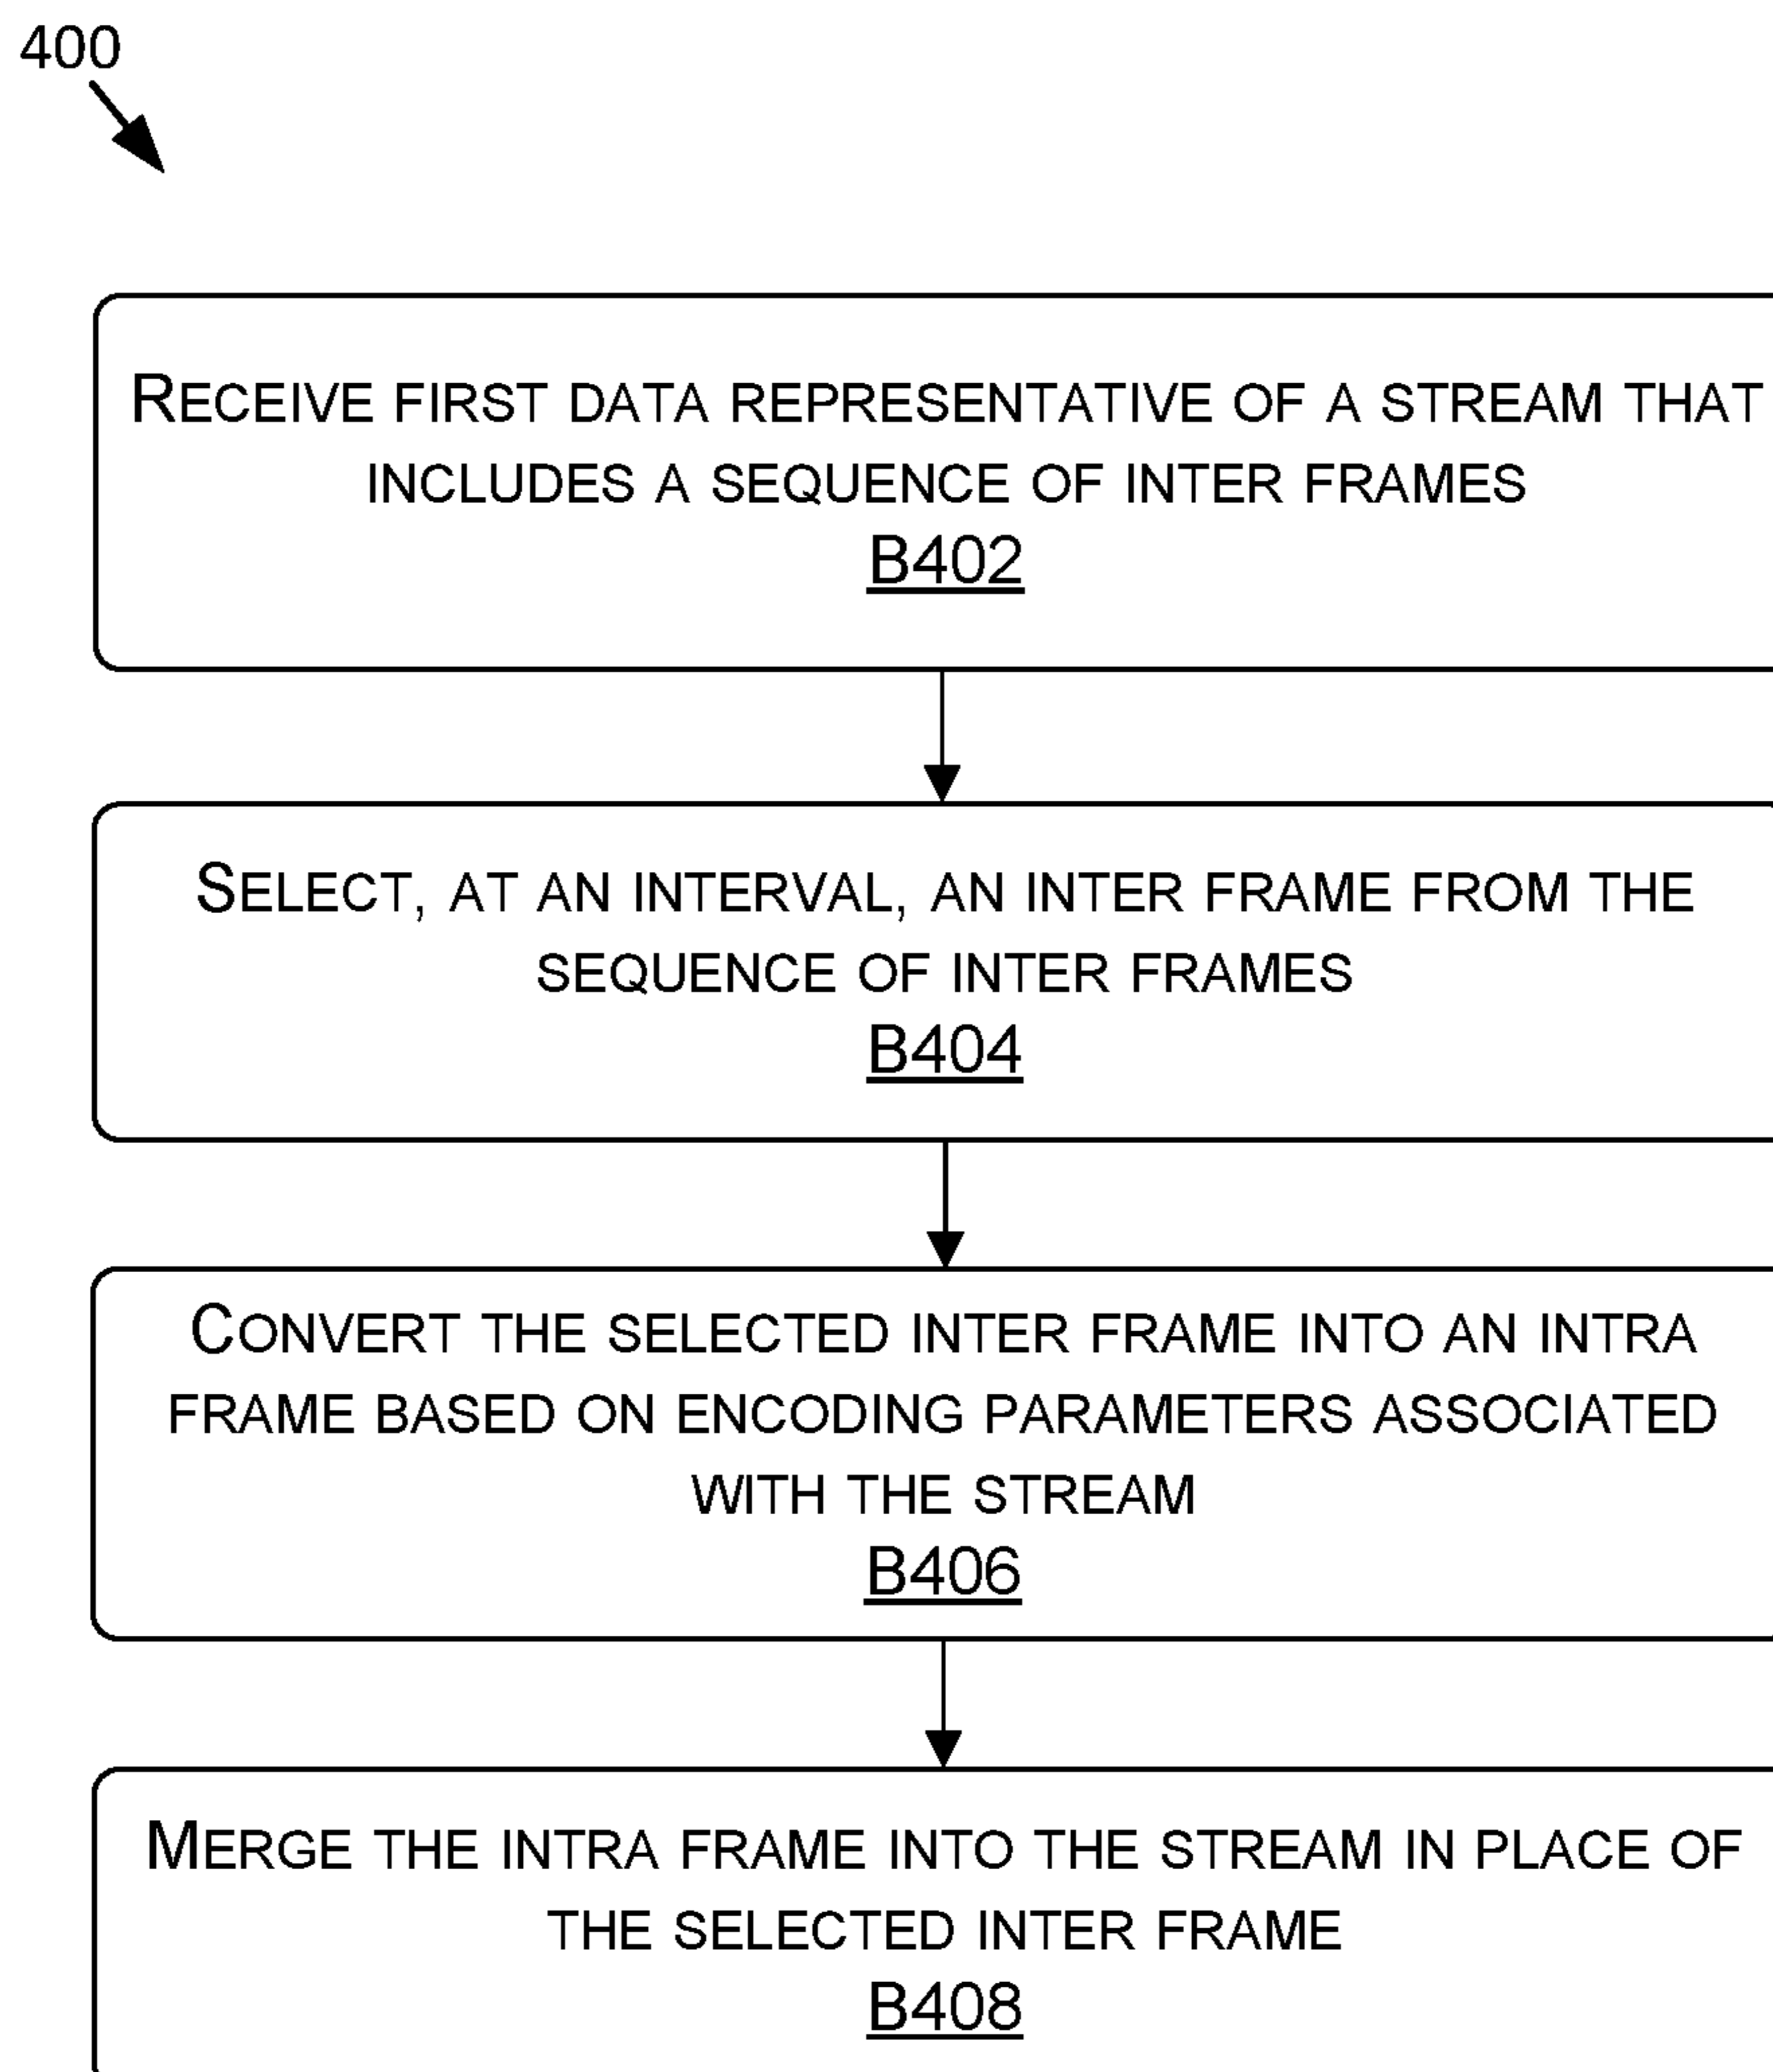 400
RECEIVE FIRST DATA REPRESENTATIVE OF A STREAM THAT
INCLUDES A SEQUENCE OF INTER FRAMES
B402
SELECT, AT AN INTERVAL, AN INTER FRAME FROM THE
SEQUENCE OF INTER FRAMES
B404
CONVERT THE SELECTED INTER FRAME INTO AN INTRA
FRAME BASED ON ENCODING PARAMETERS ASSOCIATED
WITH THE STREAM
B406
MERGE THE INTRA FRAME INTO THE STREAM IN PLACE OF
THE SELECTED INTER FRAME
B408